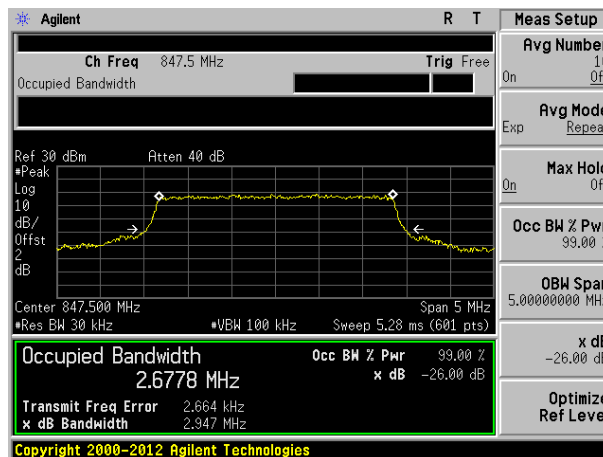 Agilent R T
Meas Setup
Ch Freq 847.5 MHz Trig Free
Occupied Bandwidth
Avg Number
10
On Off
Avg Mode
Exp Repeat
Max Hold
On Off
Occ BW % Pwr
99.00 %
OBW Span
5.00000000 MHz
x dB
-26.00 dB
Optimize
Ref Level
Ref 30 dBm Atten 40 dB
#Peak
Log
10
dB/
Offst
2
dB
Center 847.500 MHz Span 5 MHz
#Res BW 30 kHz #VBW 100 kHz Sweep 5.28 ms (601 pts)
Occupied Bandwidth
2.6778 MHz
Occ BW % Pwr 99.00 %
x dB -26.00 dB
Transmit Freq Error 2.664 kHz
x dB Bandwidth 2.947 MHz
Copyright 2000-2012 Agilent Technologies